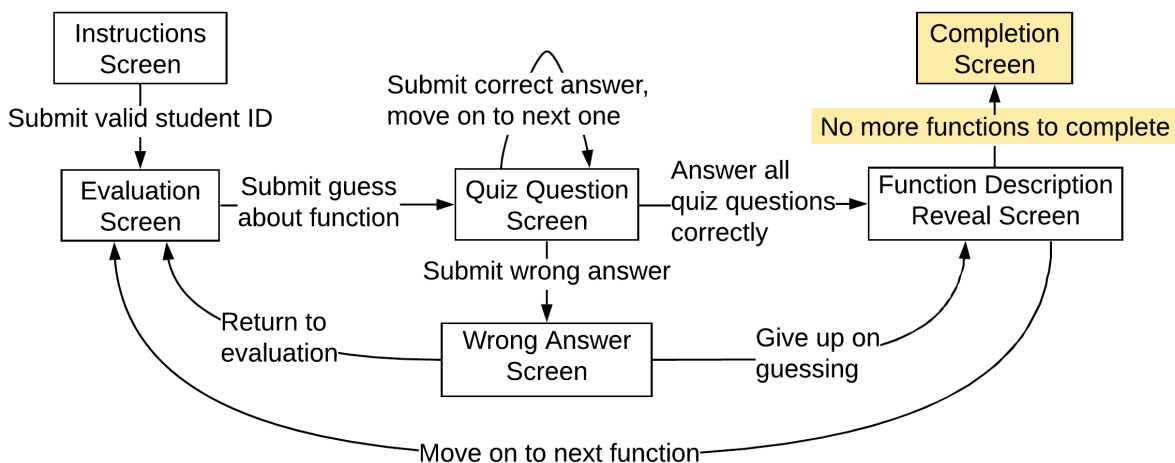 Instructions
Screen
Completion
Screen
Submit valid student ID
Submit correct answer,
move on to next one
No more functions to complete
Evaluation
Screen
Submit guess
about function
Quiz Question
Screen
Answer all
quiz questions
correctly
Function Description
Reveal Screen
Submit wrong answer
Return to
evaluation
Wrong Answer
Screen
Give up on
guessing
Move on to next function